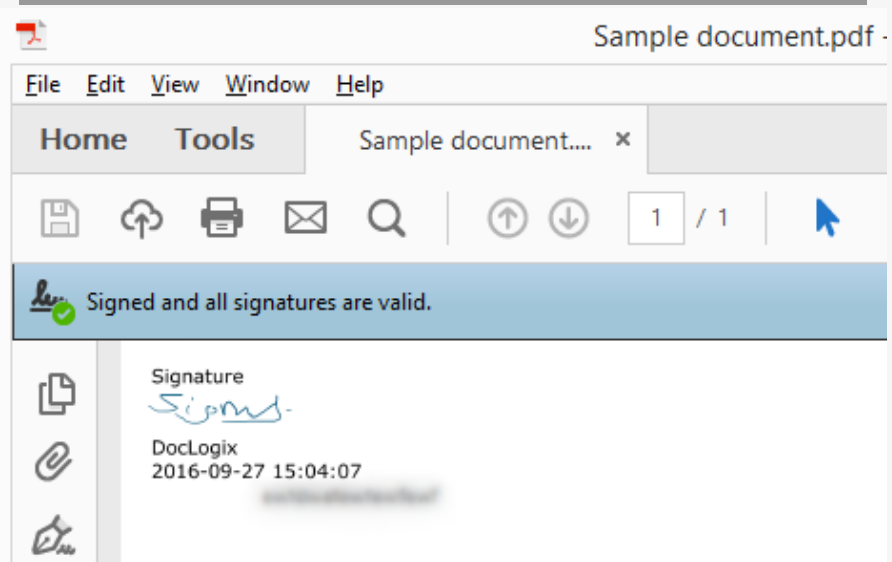 Sample document.pdf -
File Edit View Window Help
Home Tools Sample document.... ×
1 / 1
Signed and all signatures are valid.
Signature
Signed.
DocLogix
2016-09-27 15:04:07